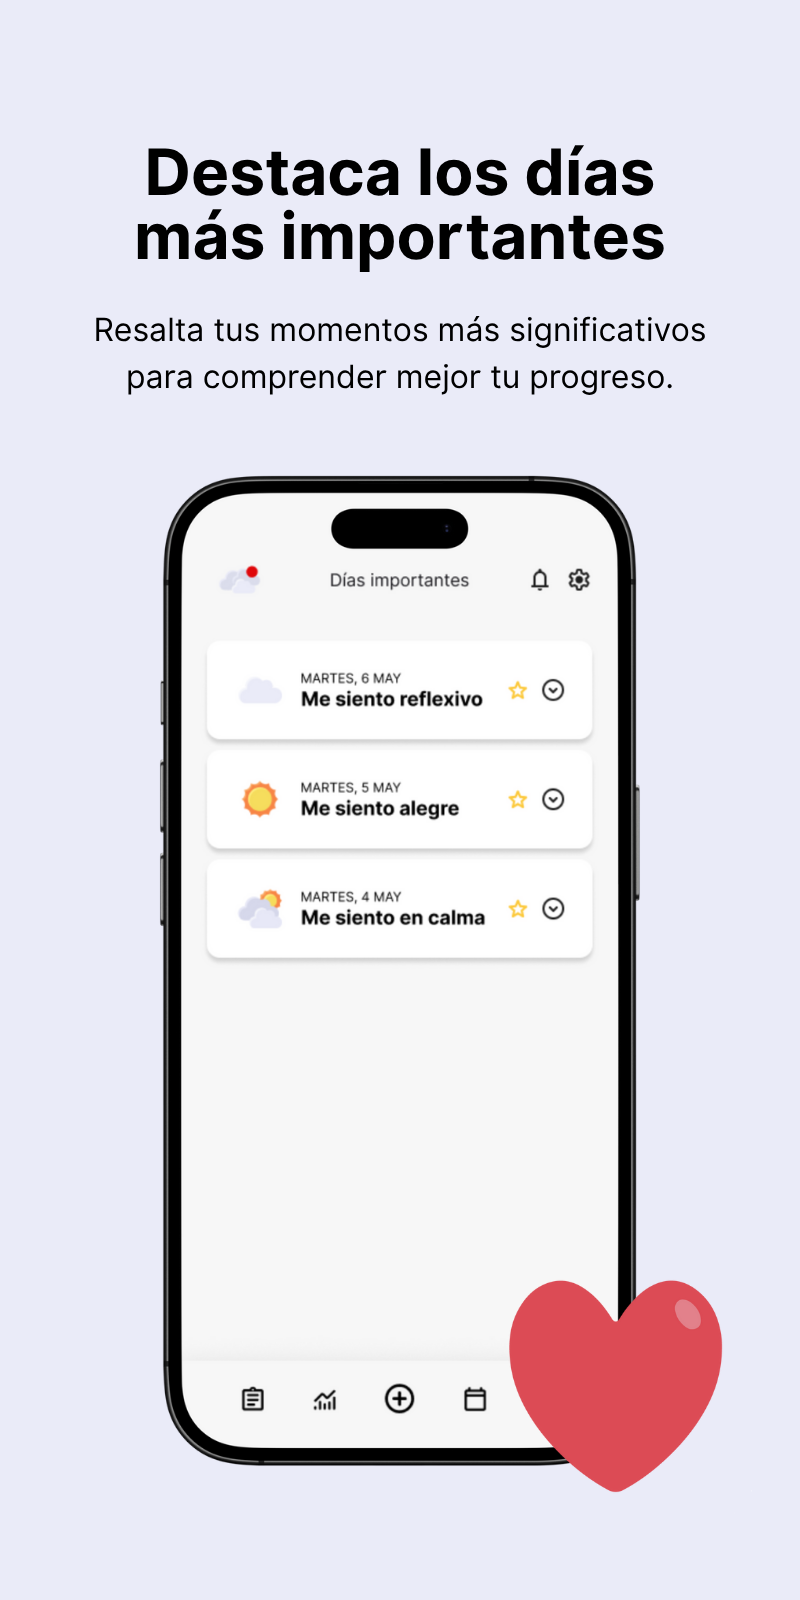 Destaca los días
más importantes
Resalta tus momentos más significativos
para comprender mejor tu progreso.
Días importantes
MARTES, 6 MAY
Me siento reflexivo
MARTES, 5 MAY
Me siento alegre
MARTES, 4 MAY
Me siento en calma